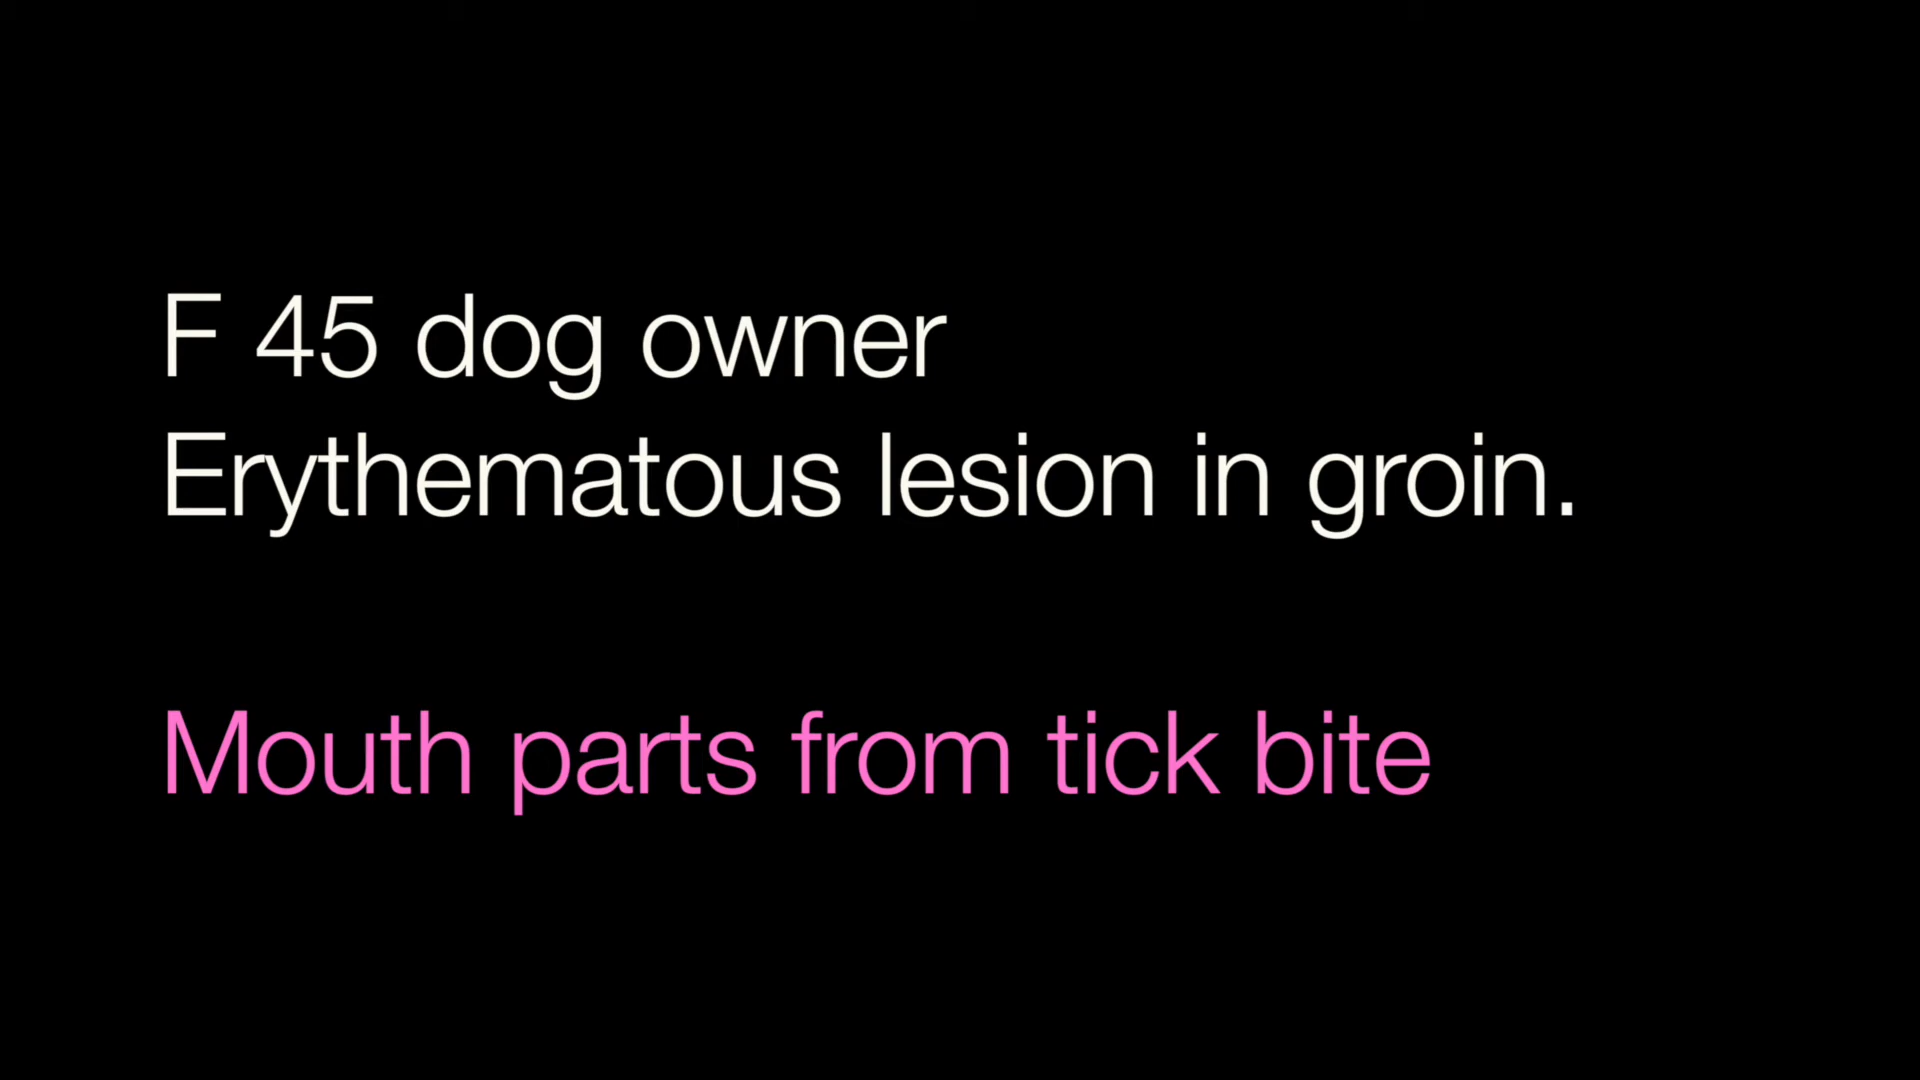 F 45 dog owner
Erythematous lesion in groin.
Mouth parts from tick bite